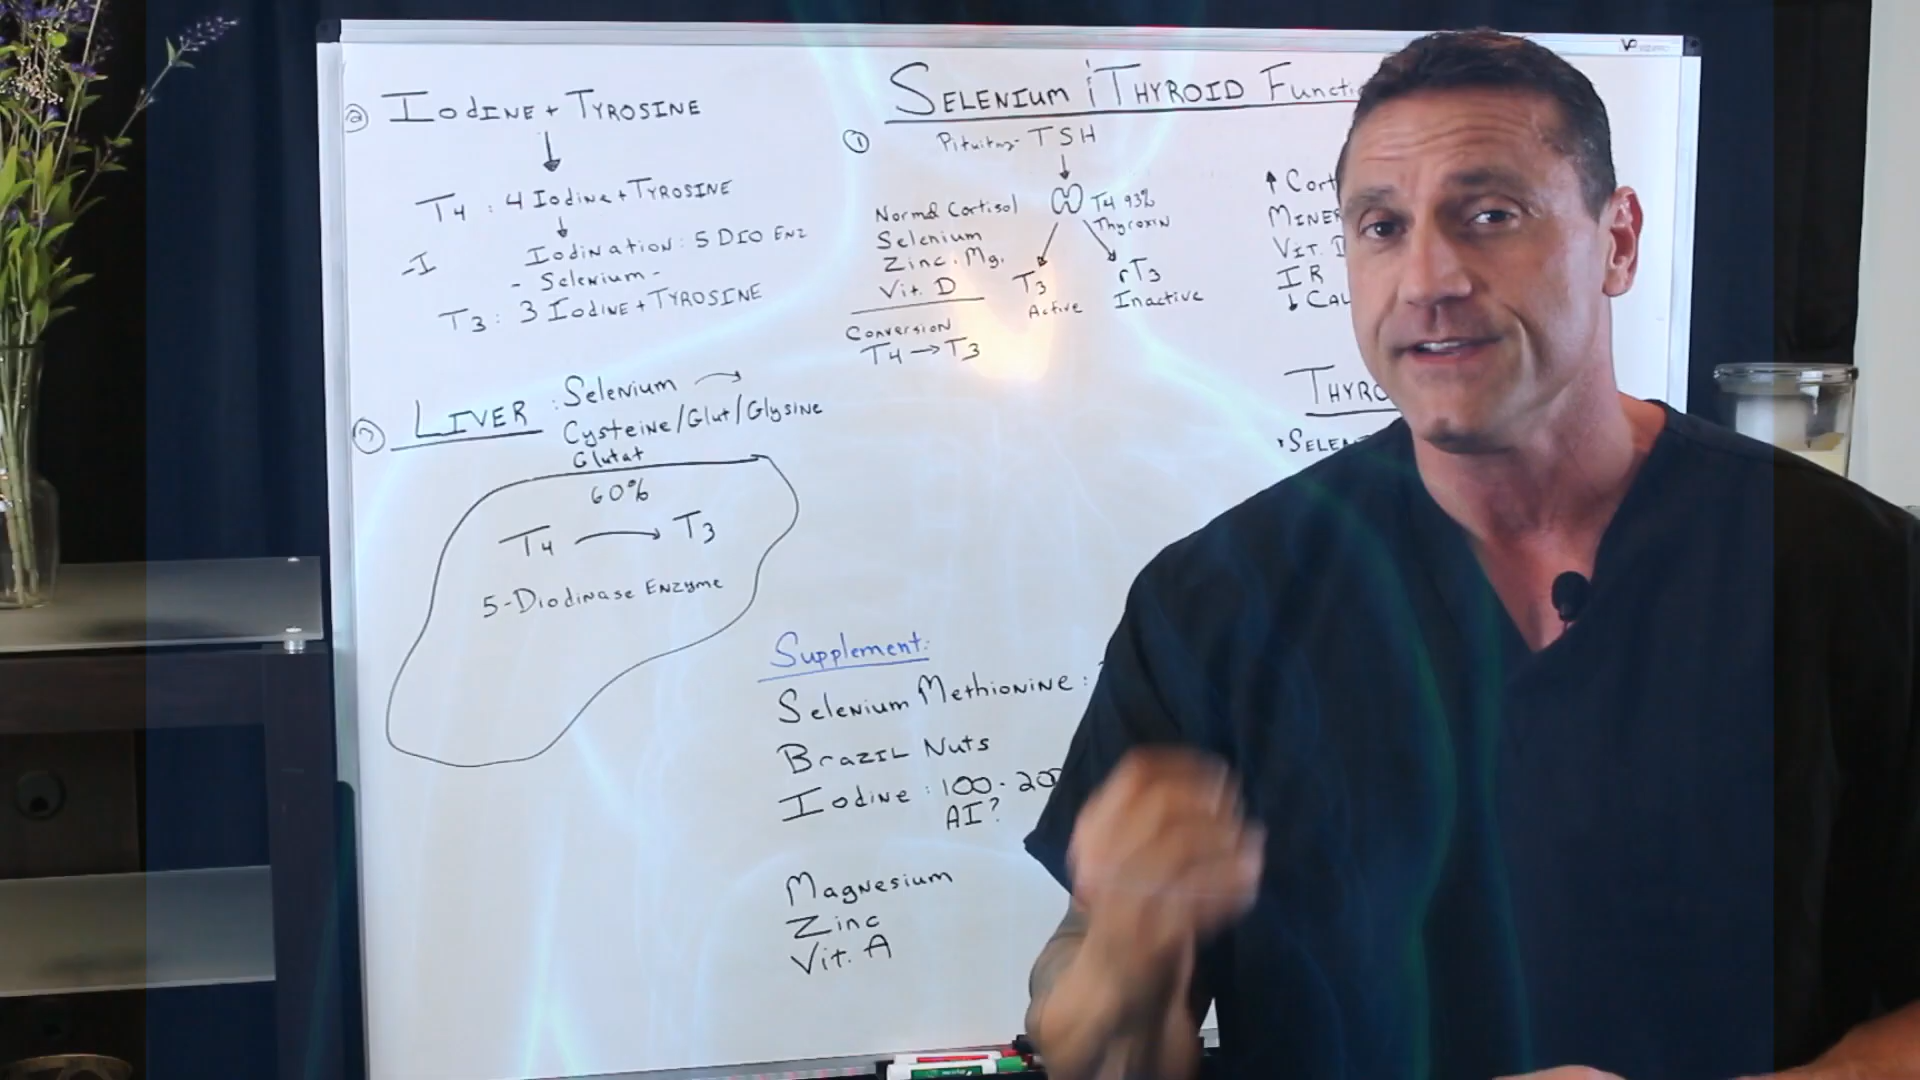 Selenium & Thyroid Functi
① Pituitary- TSH
T4 93%
Thyroxin
Normal Cortisol
Selenium
Zinc. Mg.
Vit. D
Conversion
T4 → T3
T3
Active
rT3
Inactive
↑ Cort
Miner
Vit. D
IR
↓ Cal
Thyro
Selen
② Iodine + Tyrosine
T4 : 4 Iodine + Tyrosine
-I
Iodination: 5 DIO Enz
- Selenium -
T3 : 3 Iodine + Tyrosine
Liver : Selenium
Cysteine/Glut/Glysine
Glutat
60%
T4 → T3
5-Diodinase Enzyme
Supplement:
Selenium Methionine :
Brazil Nuts
Iodine : 100 - 200
AI?
Magnesium
Zinc
Vit. A